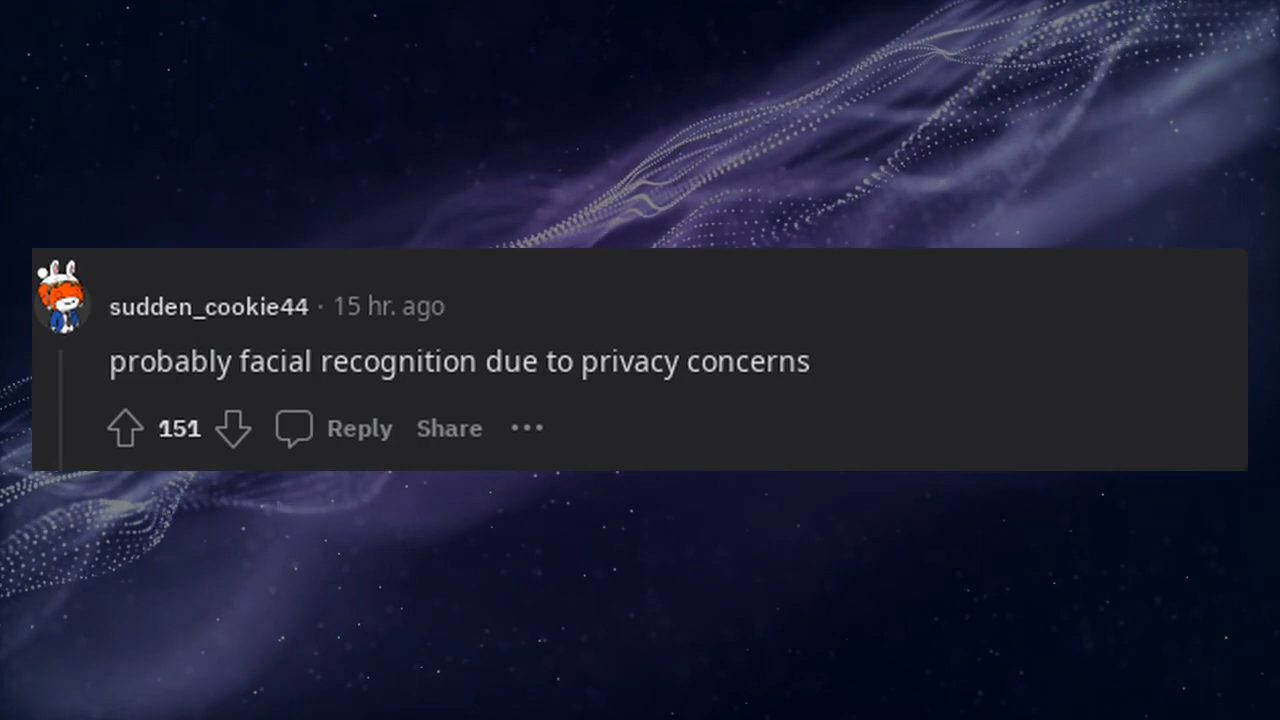 sudden_cookie44 · 15 hr. ago
probably facial recognition due to privacy concerns
151 Reply Share •••